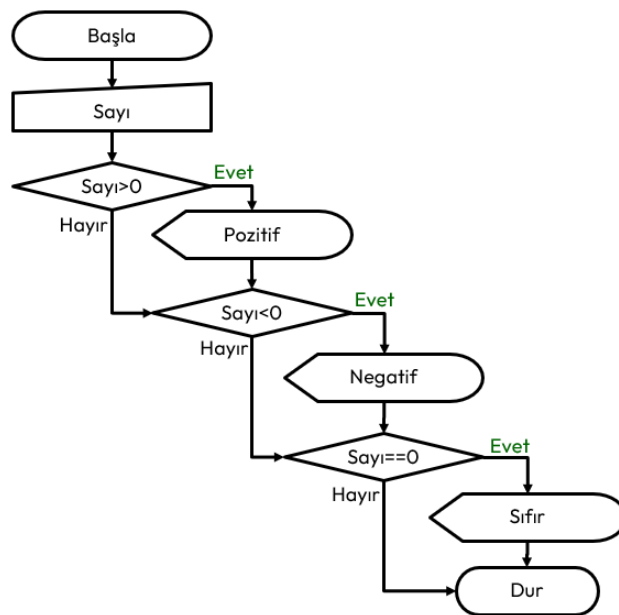 Başla
Sayı
Sayı>0
Evet
Hayır
Pozitif
Sayı<0
Evet
Hayır
Negatif
Sayı==0
Evet
Hayır
Sıfır
Dur